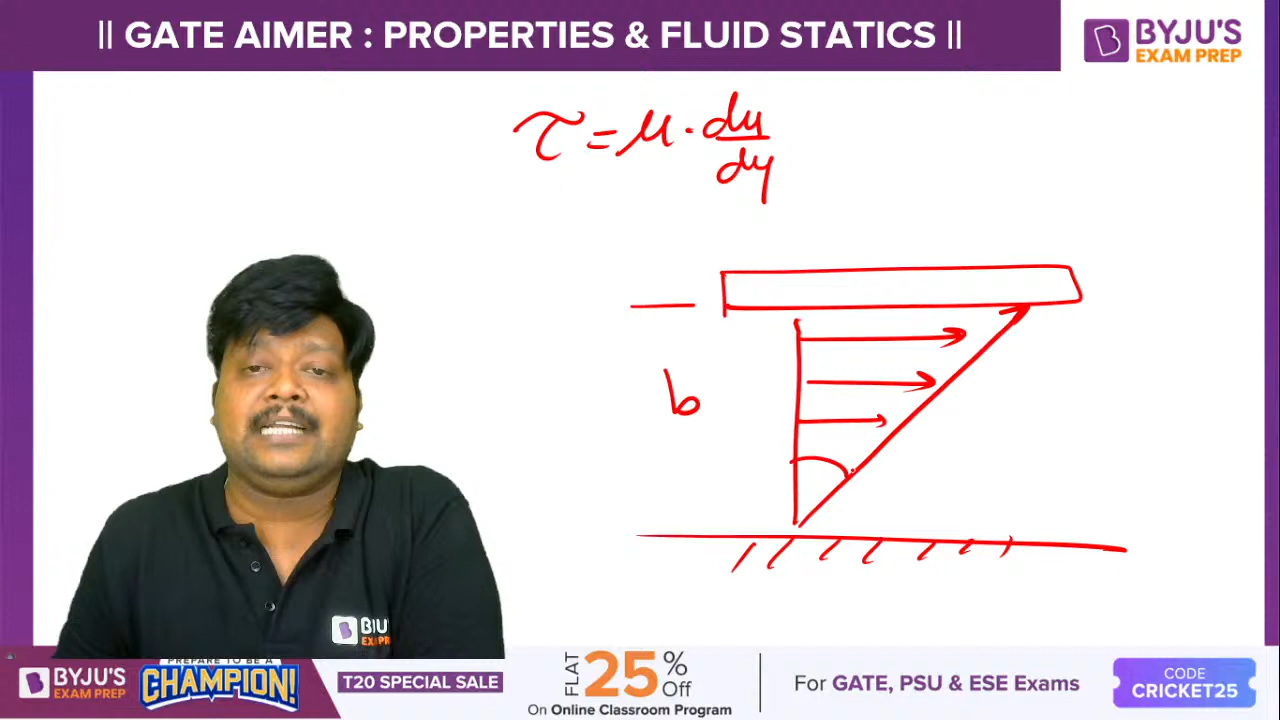 || GATE AIMER : PROPERTIES & FLUID STATICS ||
BYJU'S
EXAM PREP
τ = μ · du/dy
b
BYJU'S
EXAM PREP
PREPARE TO BE A
CHAMPION!
T20 SPECIAL SALE
FLAT 25% Off
On Online Classroom Program
For GATE, PSU & ESE Exams
CODE
CRICKET25